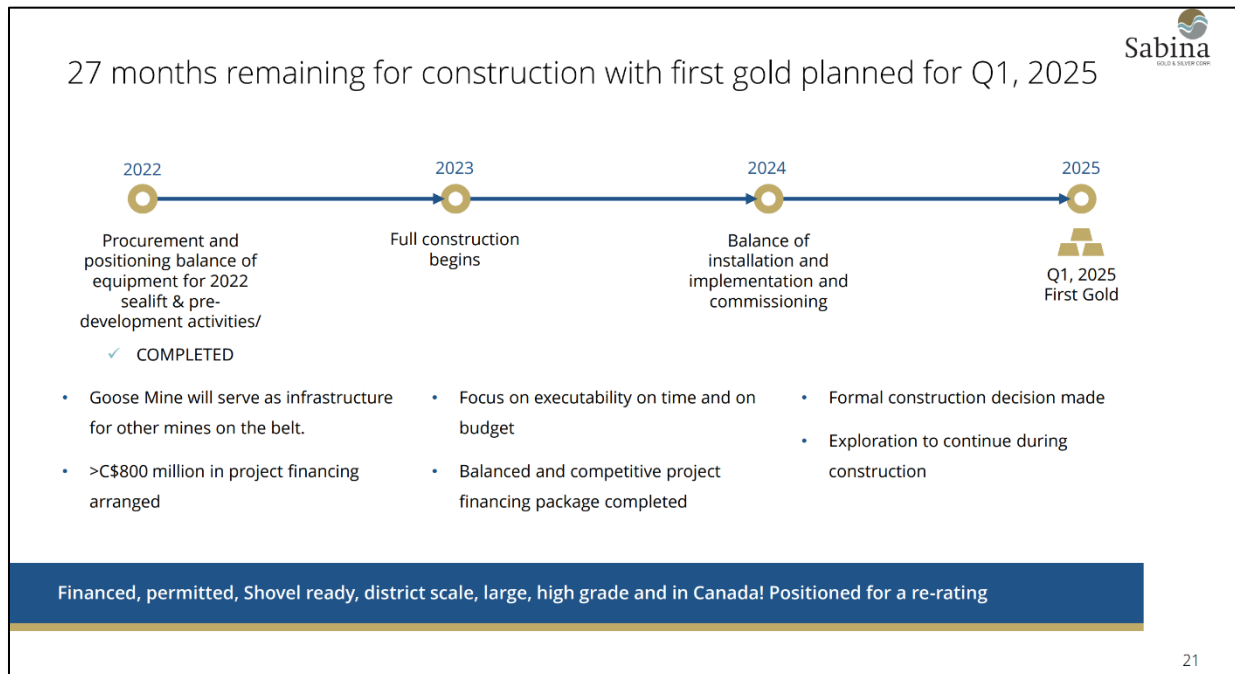 Sabina
GOLD & SILVER CORP.
27 months remaining for construction with first gold planned for Q1, 2025
2022
2023
2024
2025
Procurement and
positioning balance of
equipment for 2022
sealift & pre-
development activities/
✓ COMPLETED
Full construction
begins
Balance of
installation and
implementation and
commissioning
Q1, 2025
First Gold
• Goose Mine will serve as infrastructure
for other mines on the belt.
• >C$800 million in project financing
arranged
• Focus on executability on time and on
budget
• Balanced and competitive project
financing package completed
• Formal construction decision made
• Exploration to continue during
construction
Financed, permitted, Shovel ready, district scale, large, high grade and in Canada! Positioned for a re-rating
21